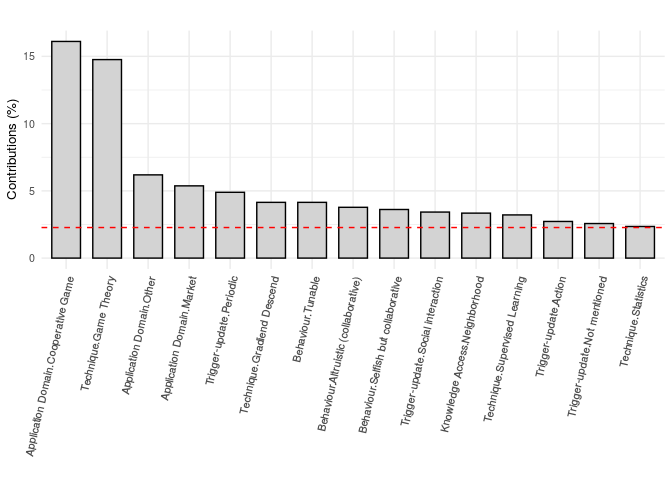 Contributions (%)
15
10
5
0
Application Domain.Cooperative Game
Technique.Game Theory
Application Domain.Other
Application Domain.Market
Trigger-update.Periodic
Technique.Gradiend Descend
Behaviour.Tunable
Behaviour.Altruistic (collaborative)
Behaviour.Selfish but collaborative
Trigger-update.Social interaction
Knowledge Access.Neighborhood
Technique.Supervised Learning
Trigger-update.Action
Trigger-update.Not mentioned
Technique.Statistics